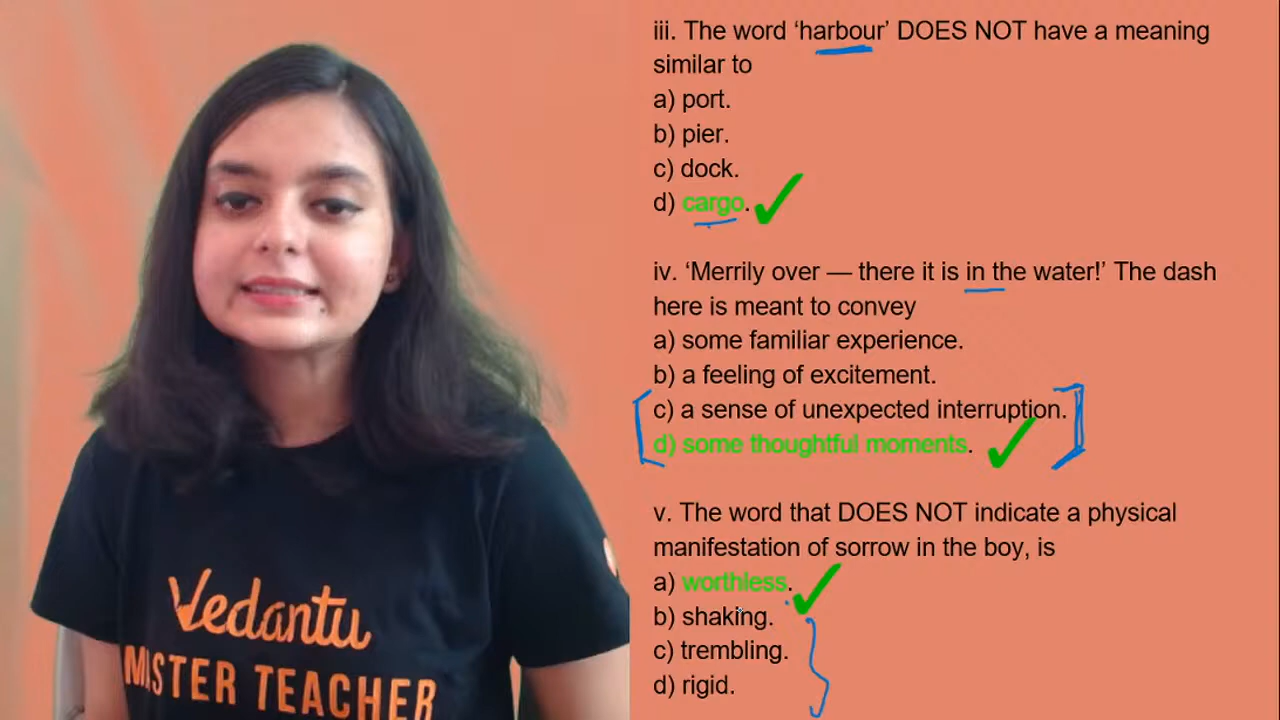 iii. The word ‘harbour’ DOES NOT have a meaning
similar to
a) port.
b) pier.
c) dock.
d) cargo.
iv. ‘Merrily over — there it is in the water!’ The dash
here is meant to convey
a) some familiar experience.
b) a feeling of excitement.
c) a sense of unexpected interruption.
d) some thoughtful moments.
v. The word that DOES NOT indicate a physical
manifestation of sorrow in the boy, is
a) worthless.
b) shaking.
c) trembling.
d) rigid.
Vedantu
MASTER TEACHER